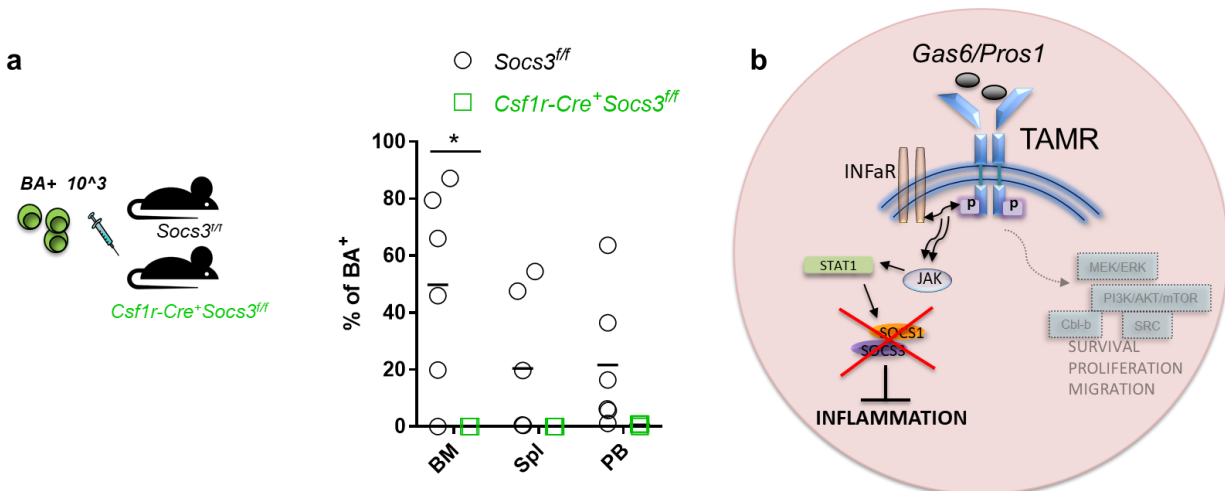 a
BA+ 10^3
Socs3f/f
Csf1r-Cre+Socs3f/f
Socs3f/f
Csf1r-Cre+Socs3f/f
% of BA+
100
80
60
40
20
0
*
BM
Spl
PB
b
Gas6/Pros1
TAMR
INFaR
p
p
STAT1
JAK
SOCS1
SOCS3
INFLAMMATION
MEK/ERK
PI3K/AKT/mTOR
Cbl-b
SRC
SURVIVAL
PROLIFERATION
MIGRATION